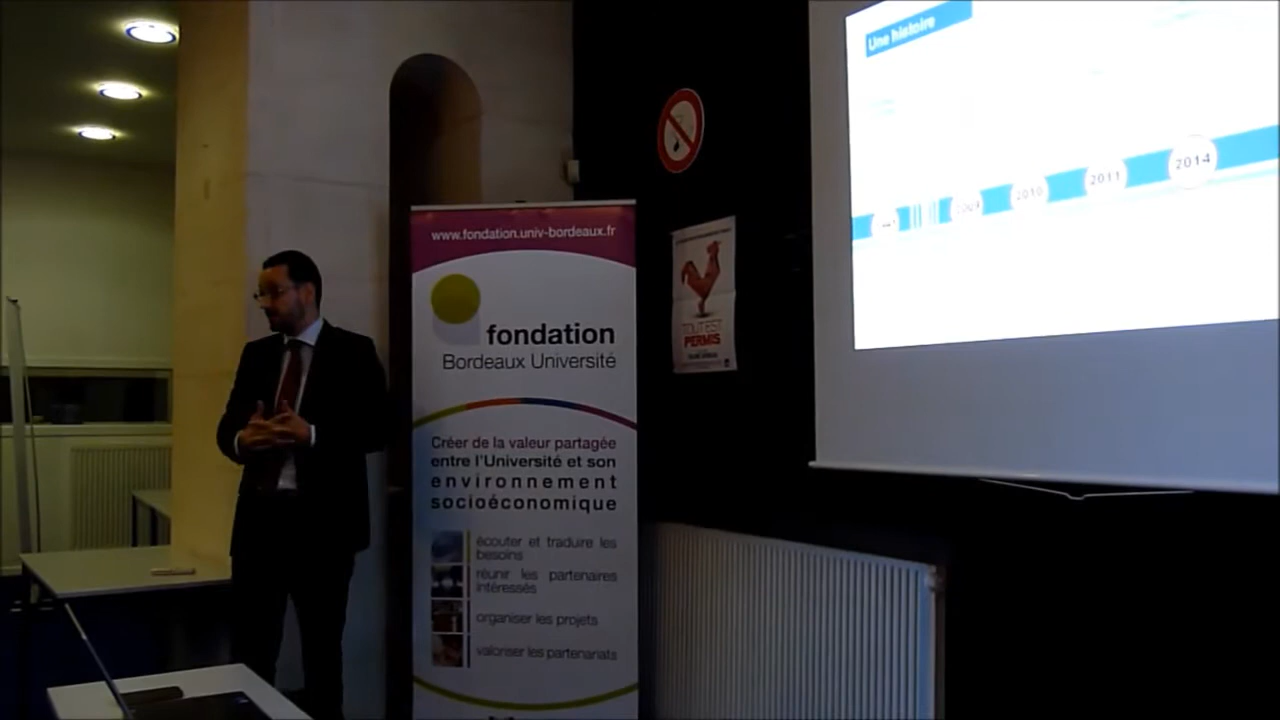 www.fondation.univ-bordeaux.fr
fondation
Bordeaux Université
Créer de la valeur partagée
entre l'Université et son
environnement
socioéconomique
écouter et traduire les
besoins
réunir les partenaires
intéressés
organiser les projets
valoriser les partenariats
TOUT EST
PERMIS
Une histoire
2009
2010
2011
2014